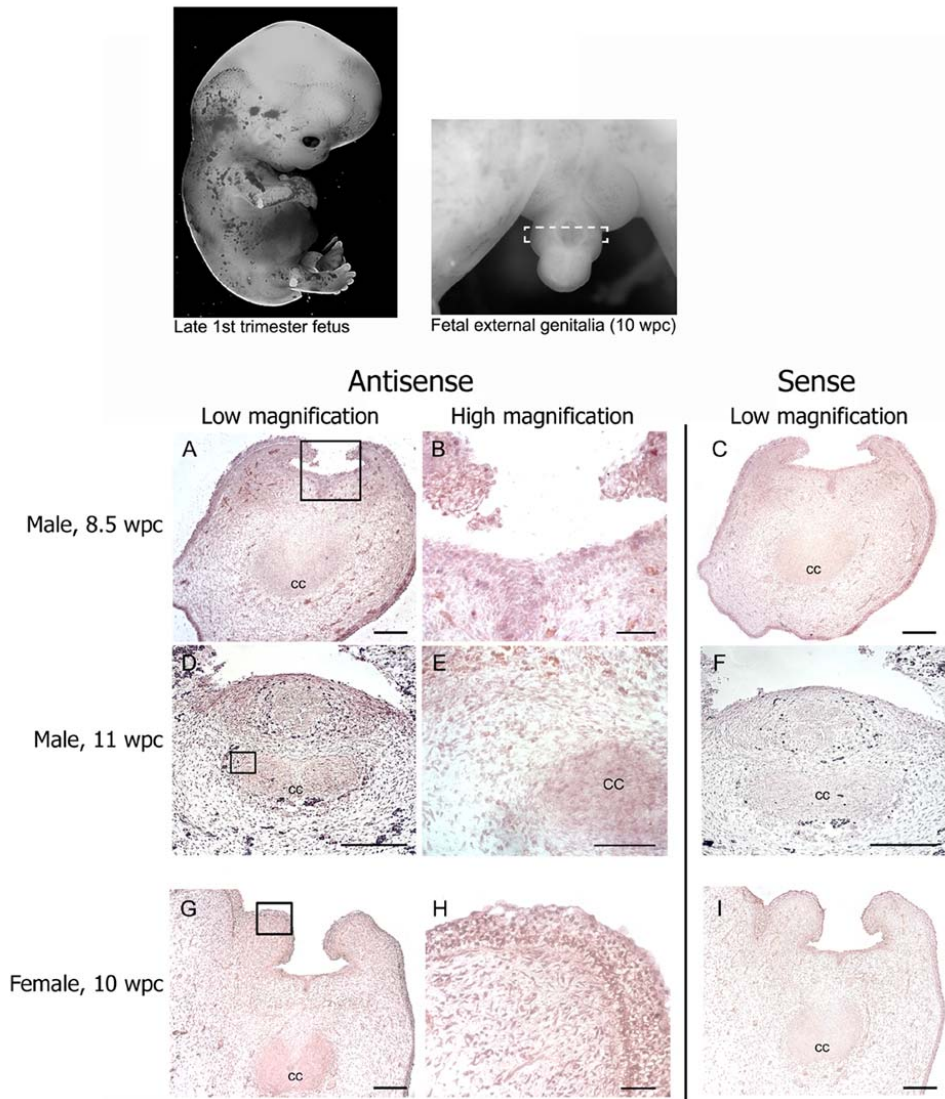 Late 1st trimester fetus
Fetal external genitalia (10 wpc)
Antisense
Sense
Low magnification
High magnification
Low magnification
A
B
C
Male, 8.5 wpc
cc
cc
D
E
F
Male, 11 wpc
cc
CC
cc
G
H
I
Female, 10 wpc
cc
cc